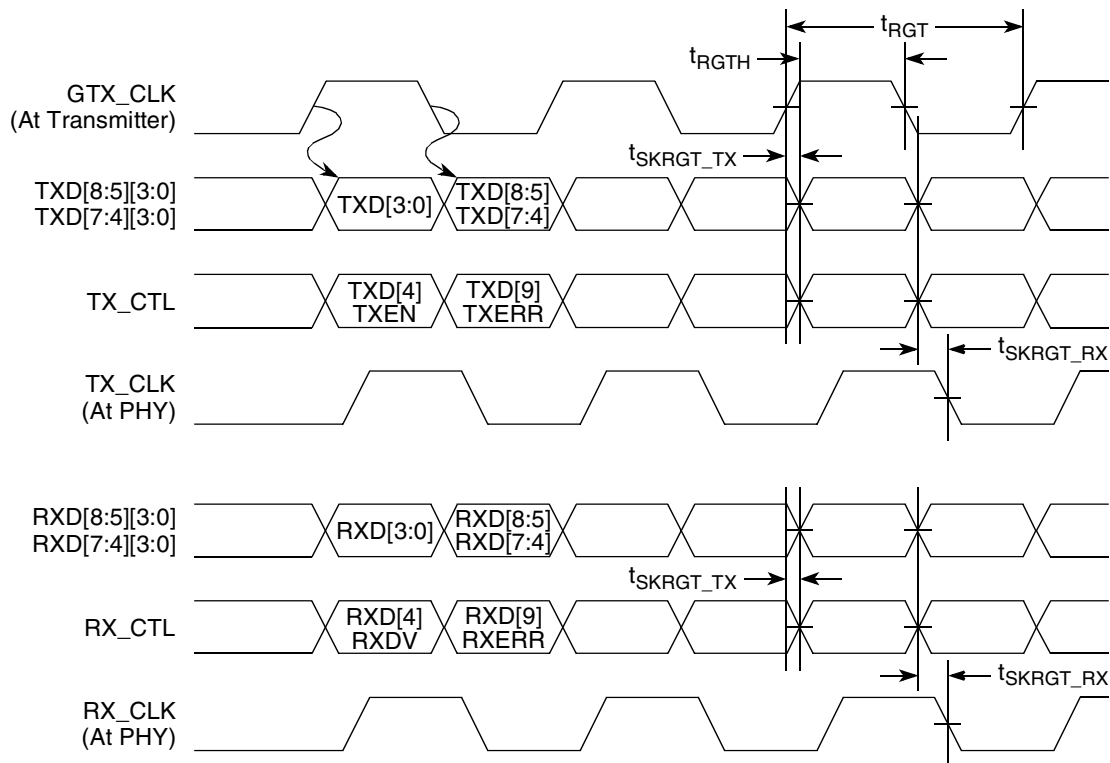 tRGT
tRGTH
GTX_CLK
(At Transmitter)
tSKRGT_TX
TXD[8:5][3:0]
TXD[7:4][3:0]
TXD[3:0]
TXD[8:5]
TXD[7:4]
TX_CTL
TXD[4]
TXEN
TXD[9]
TXERR
tSKRGT_RX
TX_CLK
(At PHY)
RXD[8:5][3:0]
RXD[7:4][3:0]
RXD[3:0]
RXD[8:5]
RXD[7:4]
tSKRGT_TX
RX_CTL
RXD[4]
RXDV
RXD[9]
RXERR
tSKRGT_RX
RX_CLK
(At PHY)